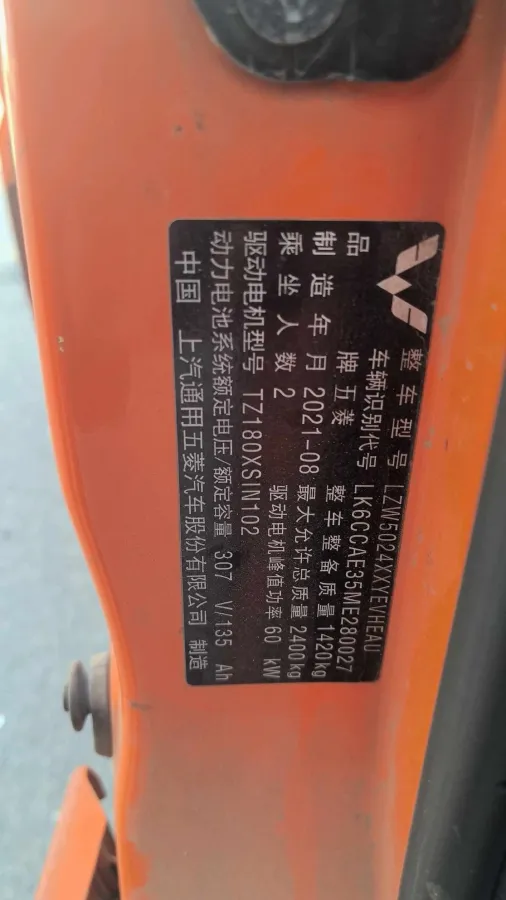 整车型号 LZW5024XXYEVHEAU
车辆识别代号 LK6CCAE35ME280027
品牌 五菱 整车整备质量 1420kg
制造年月 2021-08 最大允许总质量 2400kg
乘坐人数 2 驱动电机峰值功率 60 kW
驱动电机型号 TZ180XSIN102
动力电池系统额定电压/额定容量 307 V/135 Ah
中国 上汽通用五菱汽车股份有限公司 制造